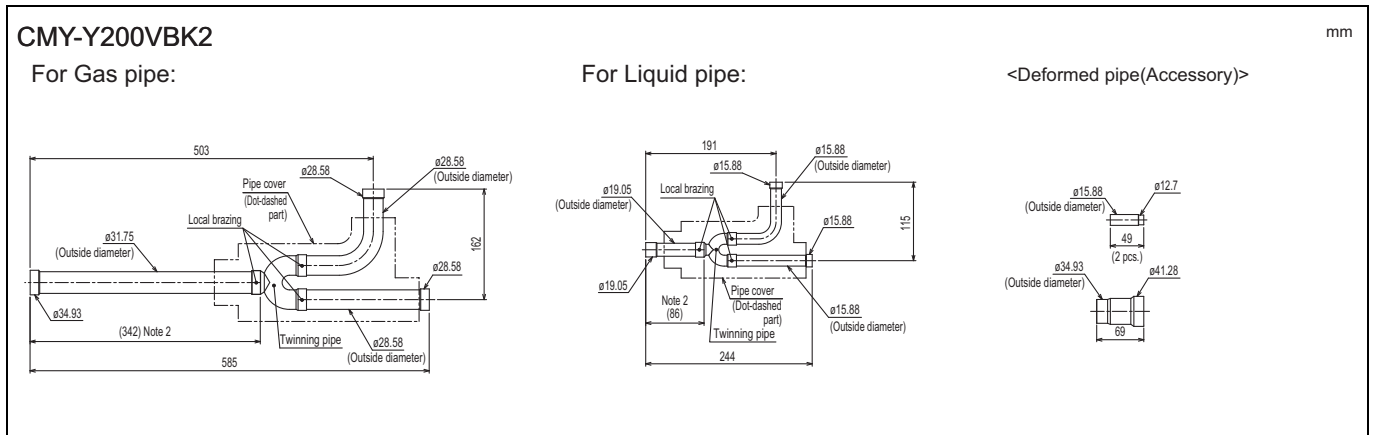 CMY-Y200VBK2
mm
For Gas pipe:
For Liquid pipe:
<Deformed pipe(Accessory)>
503
ø28.58
ø28.58
(Outside diameter)
Pipe cover
(Dot-dashed
part)
Local brazing
ø31.75
(Outside diameter)
162
ø28.58
ø34.93
(342) Note 2
Twinning pipe
ø28.58
(Outside diameter)
585
191
ø15.88
ø15.88
(Outside diameter)
ø19.05
(Outside diameter)
Local brazing
ø15.88
115
ø19.05
Note 2
(86)
Pipe cover
(Dot-dashed
part)
Twinning pipe
ø15.88
(Outside diameter)
244
ø15.88
(Outside diameter)
ø12.7
49
(2 pcs.)
ø34.93
(Outside diameter)
ø41.28
69